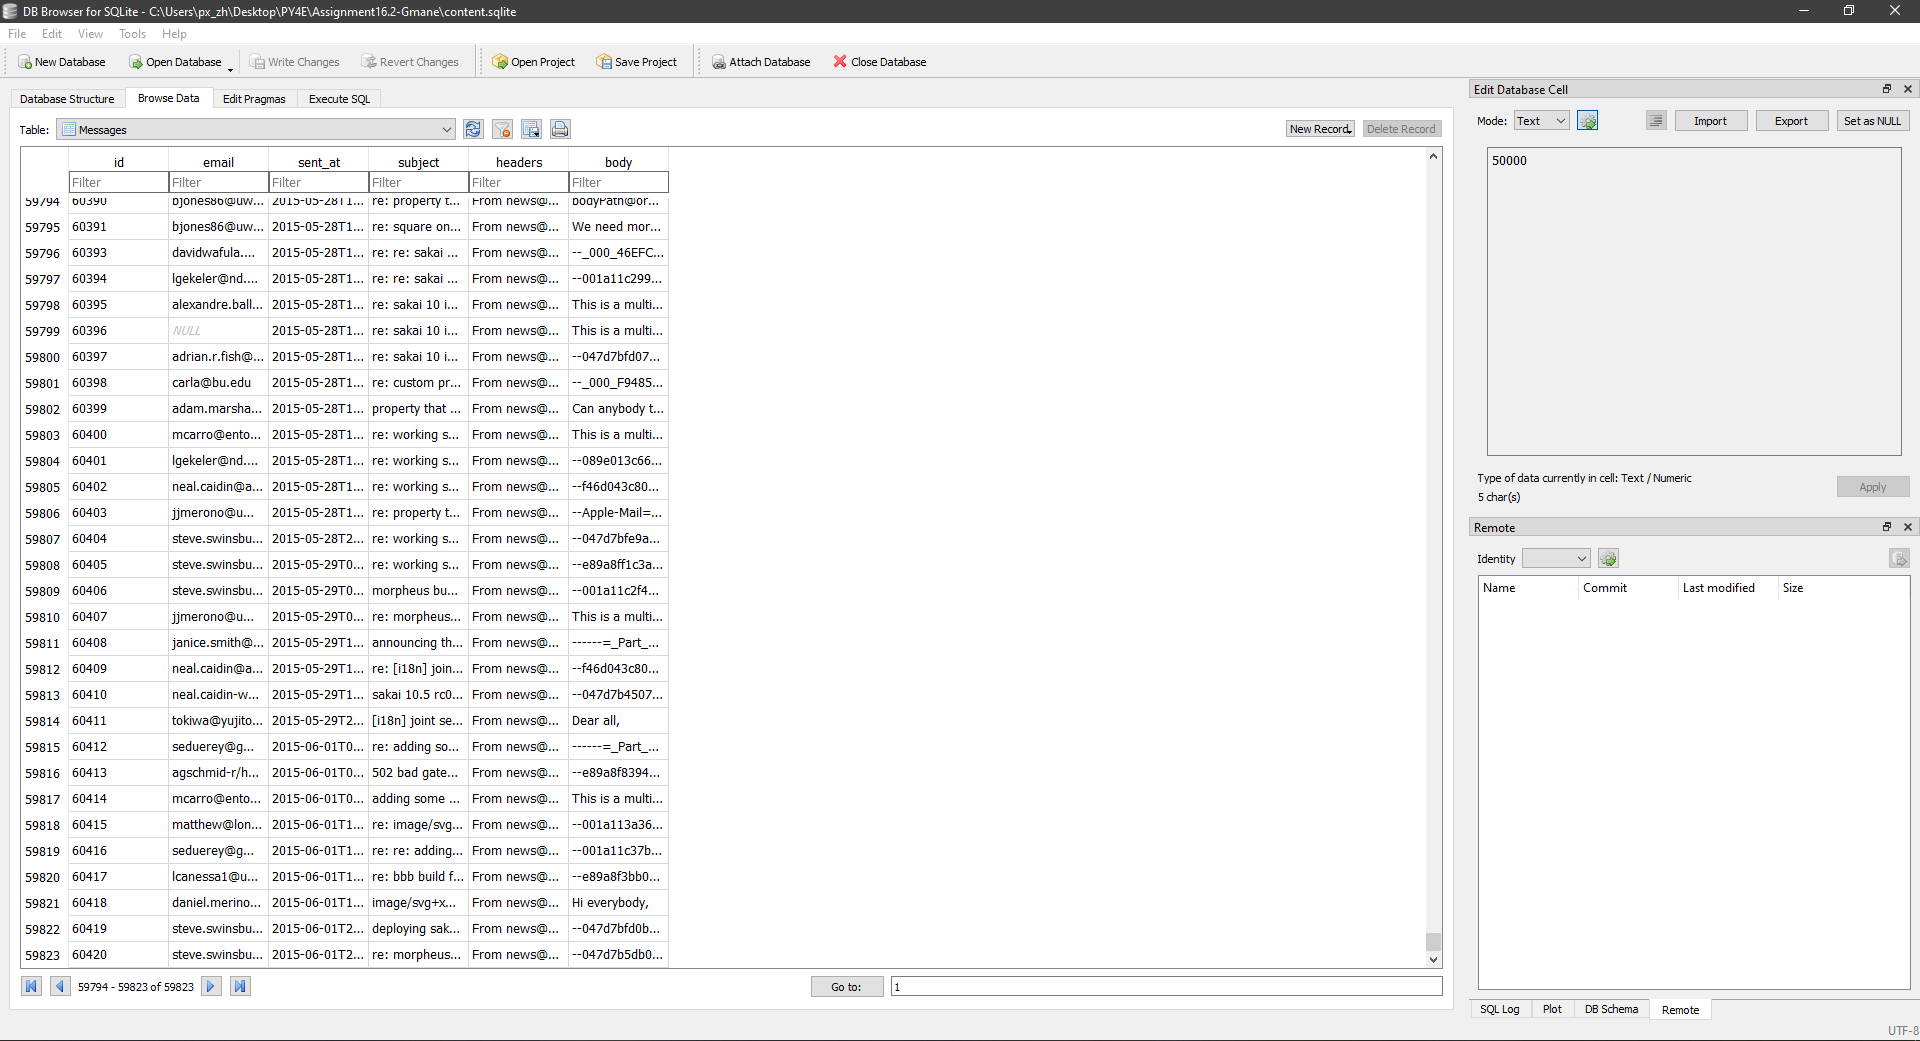 DB Browser for SQLite - C:\Users\px_zh\Desktop\PY4E\Assignment16.2-Gmane\content.sqlite
File Edit View Tools Help
New Database Open Database Write Changes Revert Changes Open Project Save Project Attach Database Close Database
Database Structure Browse Data Edit Pragmas Execute SQL
Table: Messages New Record Delete Record
id email sent_at subject headers body
Filter Filter Filter Filter Filter Filter
59794 60390 bjones86@uw... 2015-05-28T1... re: property t... From news@... bodyPath@or...
59795 60391 bjones86@uw... 2015-05-28T1... re: square on... From news@... We need mor...
59796 60393 davidwafula.... 2015-05-28T1... re: re: sakai ... From news@... --_000_46EFC...
59797 60394 lgekeler@nd.... 2015-05-28T1... re: re: sakai ... From news@... --001a11c299...
59798 60395 alexandre.ball... 2015-05-28T1... re: sakai 10 i... From news@... This is a multi...
59799 60396 NULL 2015-05-28T1... re: sakai 10 i... From news@... This is a multi...
59800 60397 adrian.r.fish@... 2015-05-28T1... re: sakai 10 i... From news@... --047d7bfd07...
59801 60398 carla@bu.edu 2015-05-28T1... re: custom pr... From news@... --_000_F9485...
59802 60399 adam.marsha... 2015-05-28T1... property that ... From news@... Can anybody t...
59803 60400 mcarro@ento... 2015-05-28T1... re: working s... From news@... This is a multi...
59804 60401 lgekeler@nd.... 2015-05-28T1... re: working s... From news@... --089e013c66...
59805 60402 neal.caidin@a... 2015-05-28T1... re: working s... From news@... --f46d043c80...
59806 60403 jjmerono@u... 2015-05-28T1... re: property t... From news@... --Apple-Mail=...
59807 60404 steve.swinsbu... 2015-05-28T2... re: working s... From news@... --047d7bfe9a...
59808 60405 steve.swinsbu... 2015-05-29T0... re: working s... From news@... --e89a8ff1c3a...
59809 60406 steve.swinsbu... 2015-05-29T0... morpheus bu... From news@... --001a11c2f4...
59810 60407 jjmerono@u... 2015-05-29T0... re: morpheus... From news@... This is a multi...
59811 60408 janice.smith@... 2015-05-29T1... announcing th... From news@... ------=_Part_...
59812 60409 neal.caidin@a... 2015-05-29T1... re: [i18n] join... From news@... --f46d043c80...
59813 60410 neal.caidin-w... 2015-05-29T1... sakai 10.5 rc0... From news@... --047d7b4507...
59814 60411 tokiwa@yujito... 2015-05-29T2... [i18n] joint se... From news@... Dear all,
59815 60412 seduerey@g... 2015-06-01T0... re: adding so... From news@... ------=_Part_...
59816 60413 agschmid-r/h... 2015-06-01T0... 502 bad gate... From news@... --e89a8f8394...
59817 60414 mcarro@ento... 2015-06-01T0... adding some ... From news@... This is a multi...
59818 60415 matthew@lon... 2015-06-01T1... re: image/svg... From news@... --001a113a36...
59819 60416 seduerey@g... 2015-06-01T1... re: re: adding... From news@... --001a11c37b...
59820 60417 lcanessa1@u... 2015-06-01T1... re: bbb build f... From news@... --e89a8f3bb0...
59821 60418 daniel.merino... 2015-06-01T1... image/svg+x... From news@... Hi everybody,
59822 60419 steve.swinsbu... 2015-06-01T2... deploying sak... From news@... --047d7bfd0b...
59823 60420 steve.swinsbu... 2015-06-01T2... re: morpheus... From news@... --047d7b5db0...
59794 - 59823 of 59823 Go to: 1
Edit Database Cell
Mode: Text Import Export Set as NULL
50000
Type of data currently in cell: Text / Numeric
5 char(s)
Apply
Remote
Identity
Name Commit Last modified Size
SQL Log Plot DB Schema Remote
UTF-8